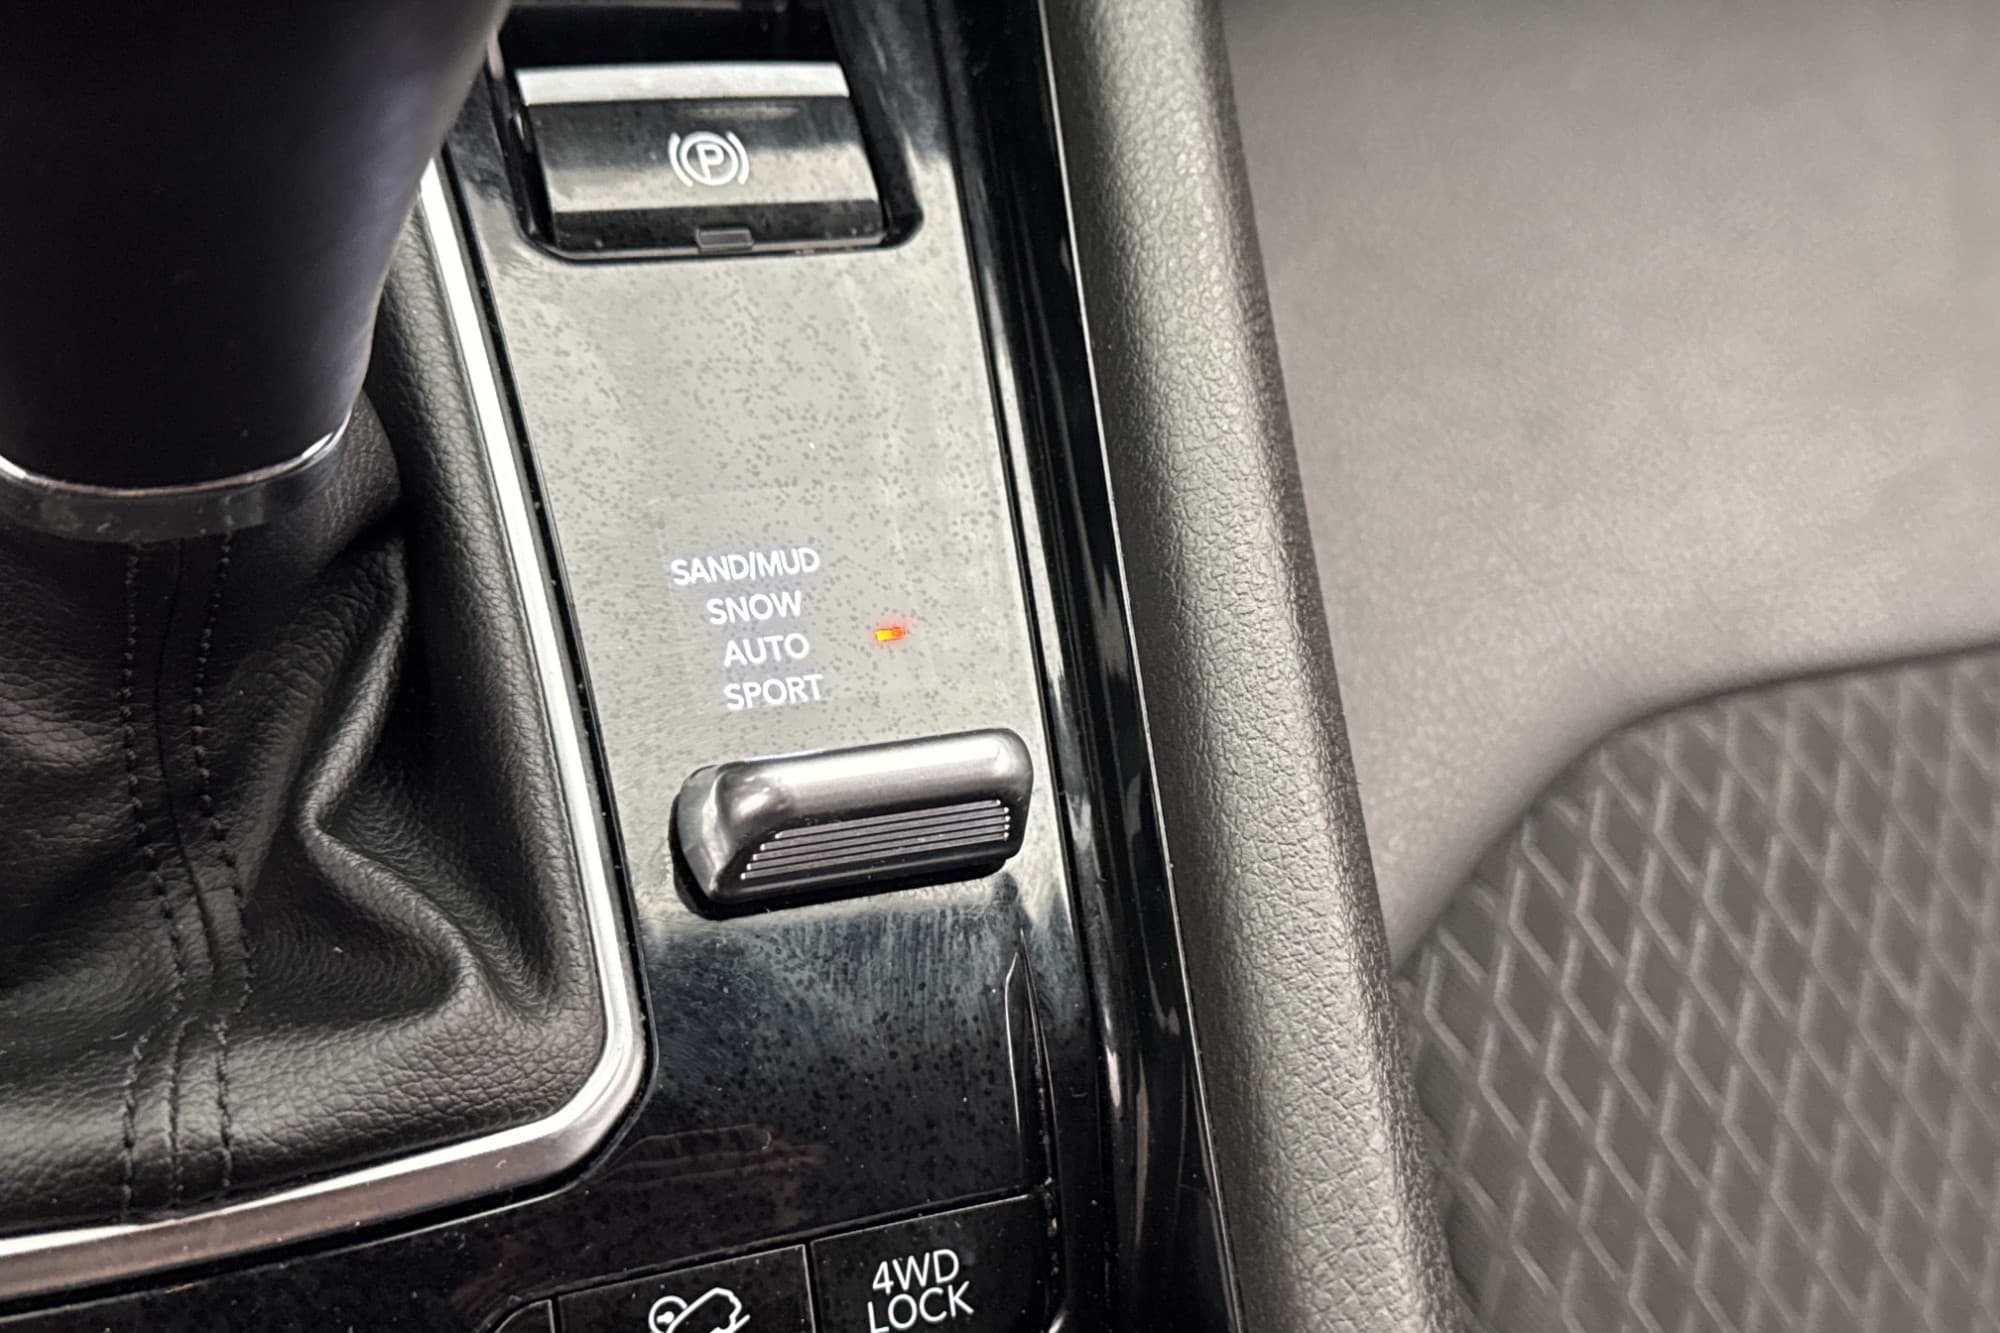 P
SAND/MUD
SNOW
AUTO
SPORT
4WD
LOCK